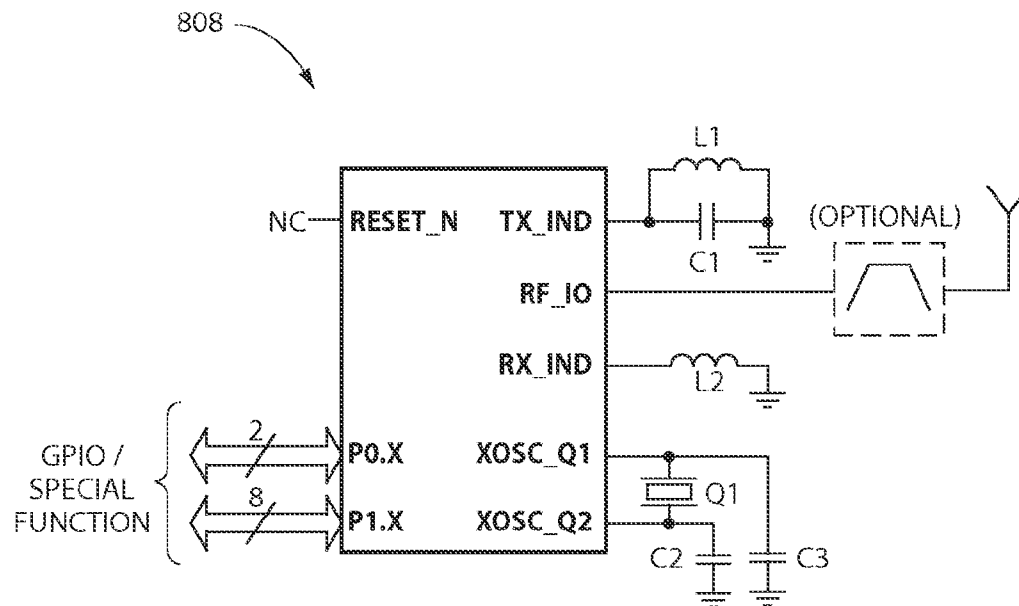 808
L1
NC
RESET_N
TX_IND
C1
(OPTIONAL)
RF_IO
RX_IND
L2
GPIO /
SPECIAL
FUNCTION
2
8
P0.X
P1.X
XOSC_Q1
XOSC_Q2
Q1
C2
C3